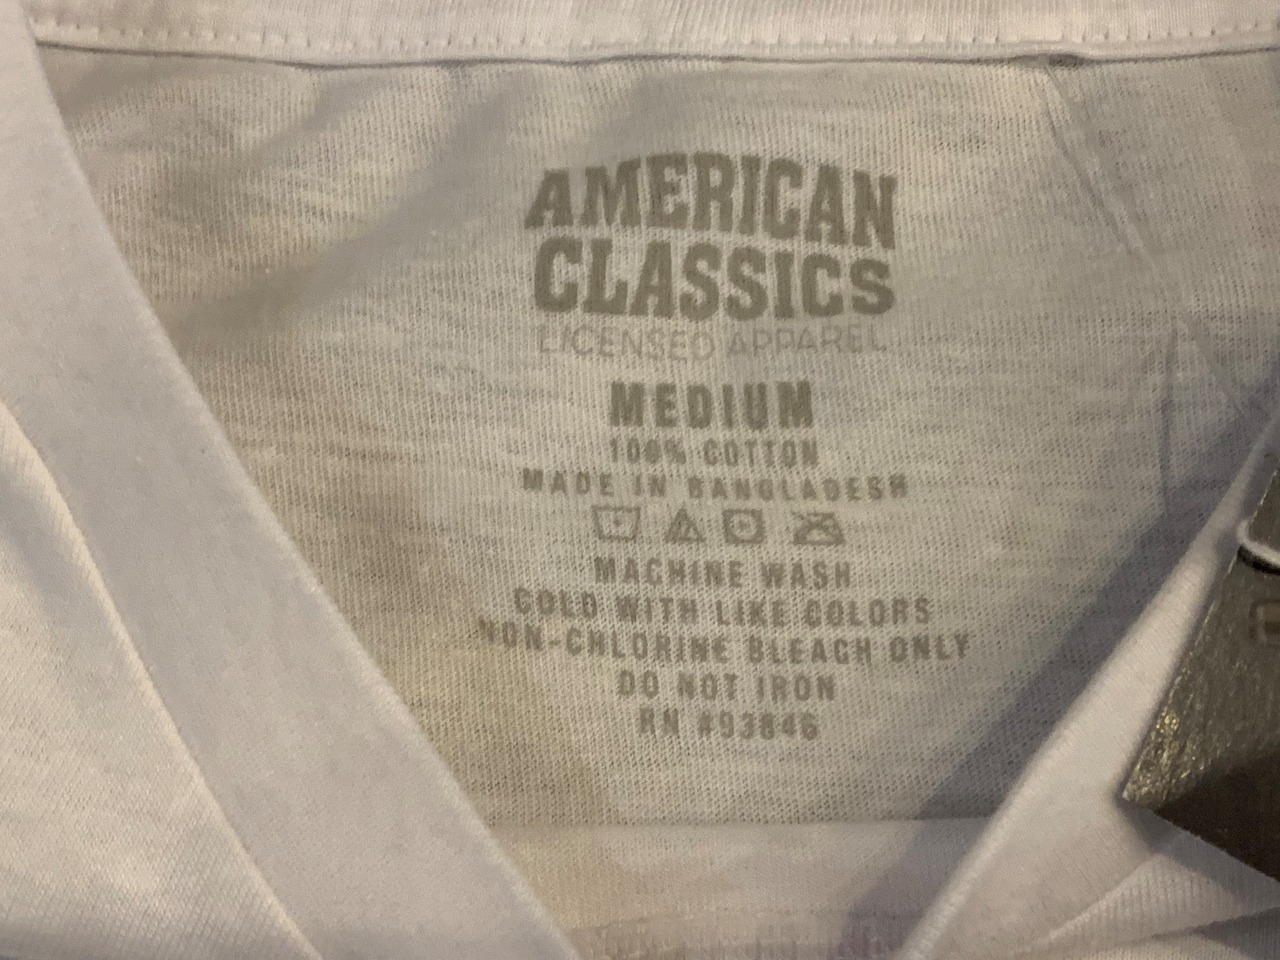 AMERICAN
CLASSICS
LICENSED APPAREL
MEDIUM
100% COTTON
MADE IN BANGLADESH
MACHINE WASH
COLD WITH LIKE COLORS
NON-CHLORINE BLEACH ONLY
DO NOT IRON
RN #93846